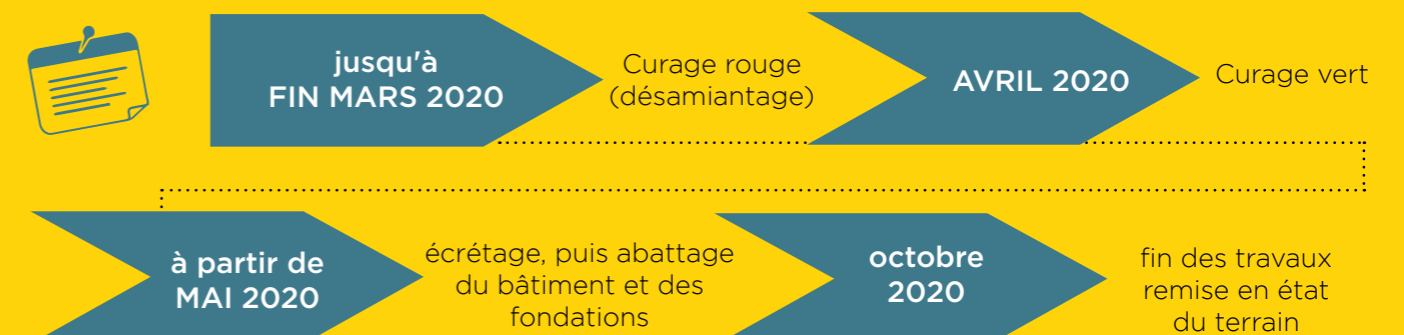 jusqu'à
FIN MARS 2020
Curage rouge
(désamiantage)
AVRIL 2020
Curage vert
à partir de
MAI 2020
écrétage, puis abattage
du bâtiment et des
fondations
octobre
2020
fin des travaux
remise en état
du terrain